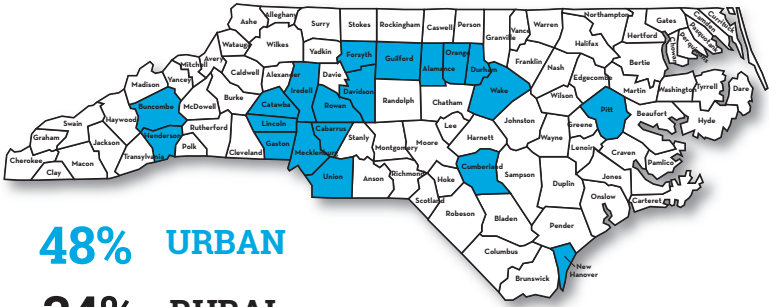 Ashe
Alleghany
Surry
Stokes
Rockingham
Caswell
Person
Granville
Vance
Warren
Northampton
Gates
Camden
Currituck
Pasquotank
Perquimans
Chowan
Hertford
Halifax
Bertie
Watauga
Wilkes
Yadkin
Forsyth
Guilford
Alamance
Orange
Durham
Franklin
Nash
Edgecombe
Martin
Washington
Tyrrell
Dare
Mitchell
Avery
Caldwell
Alexander
Davie
Iredell
Davidson
Randolph
Chatham
Wake
Wilson
Pitt
Beaufort
Hyde
Madison
Yancey
Buncombe
McDowell
Burke
Catawba
Rowan
Johnston
Greene
Swain
Haywood
Rutherford
Lincoln
Cabarrus
Stanly
Montgomery
Moore
Lee
Harnett
Wayne
Lenoir
Craven
Pamlico
Graham
Jackson
Henderson
Polk
Cleveland
Gaston
Mecklenburg
Cherokee
Clay
Macon
Transylvania
Union
Anson
Richmond
Hoke
Cumberland
Sampson
Duplin
Jones
Onslow
Carteret
Scotland
Robeson
Bladen
Pender
Columbus
Brunswick
New
Hanover
48% URBAN